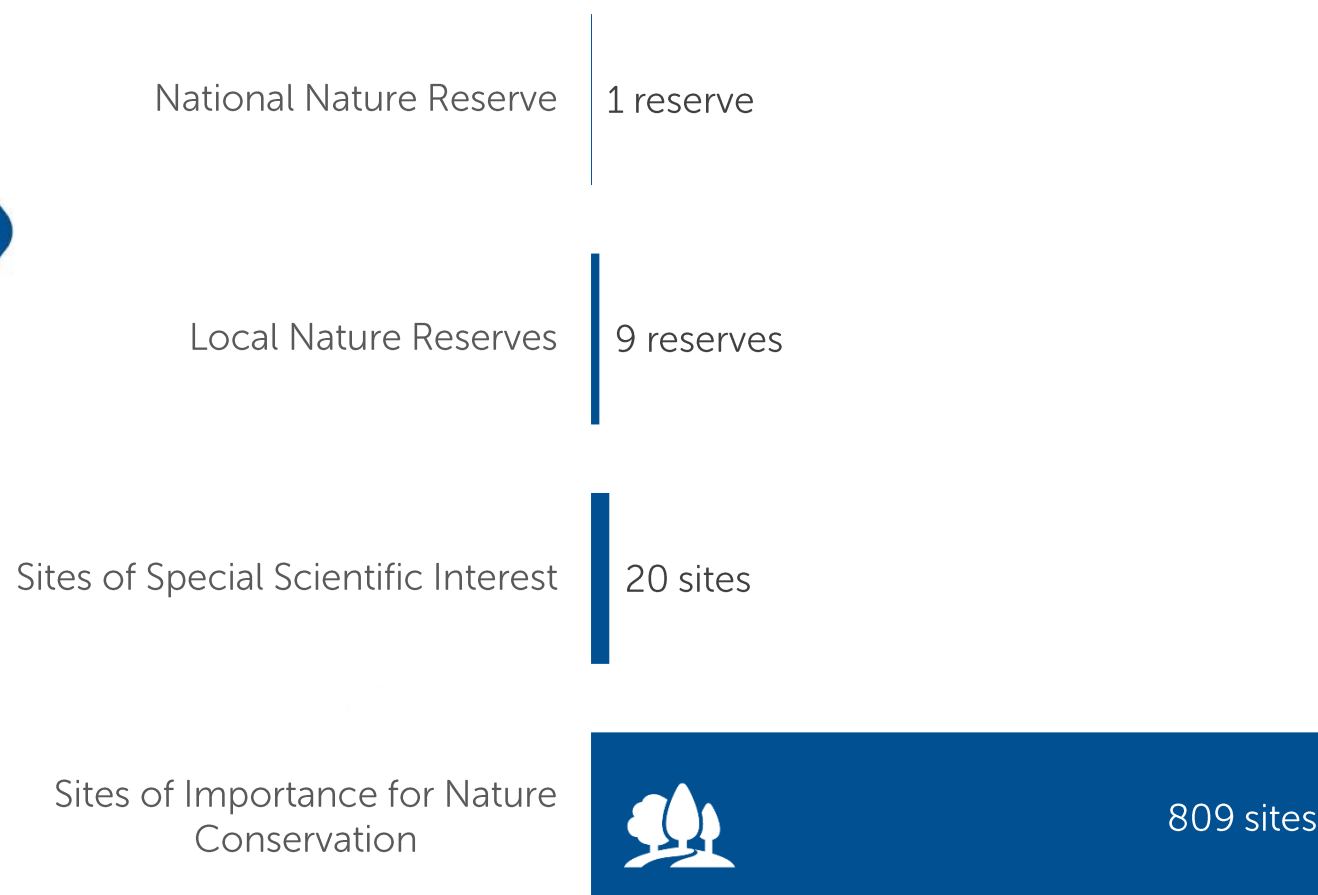 National Nature Reserve
1 reserve
Local Nature Reserves
9 reserves
Sites of Special Scientific Interest
20 sites
Sites of Importance for Nature
Conservation
809 sites